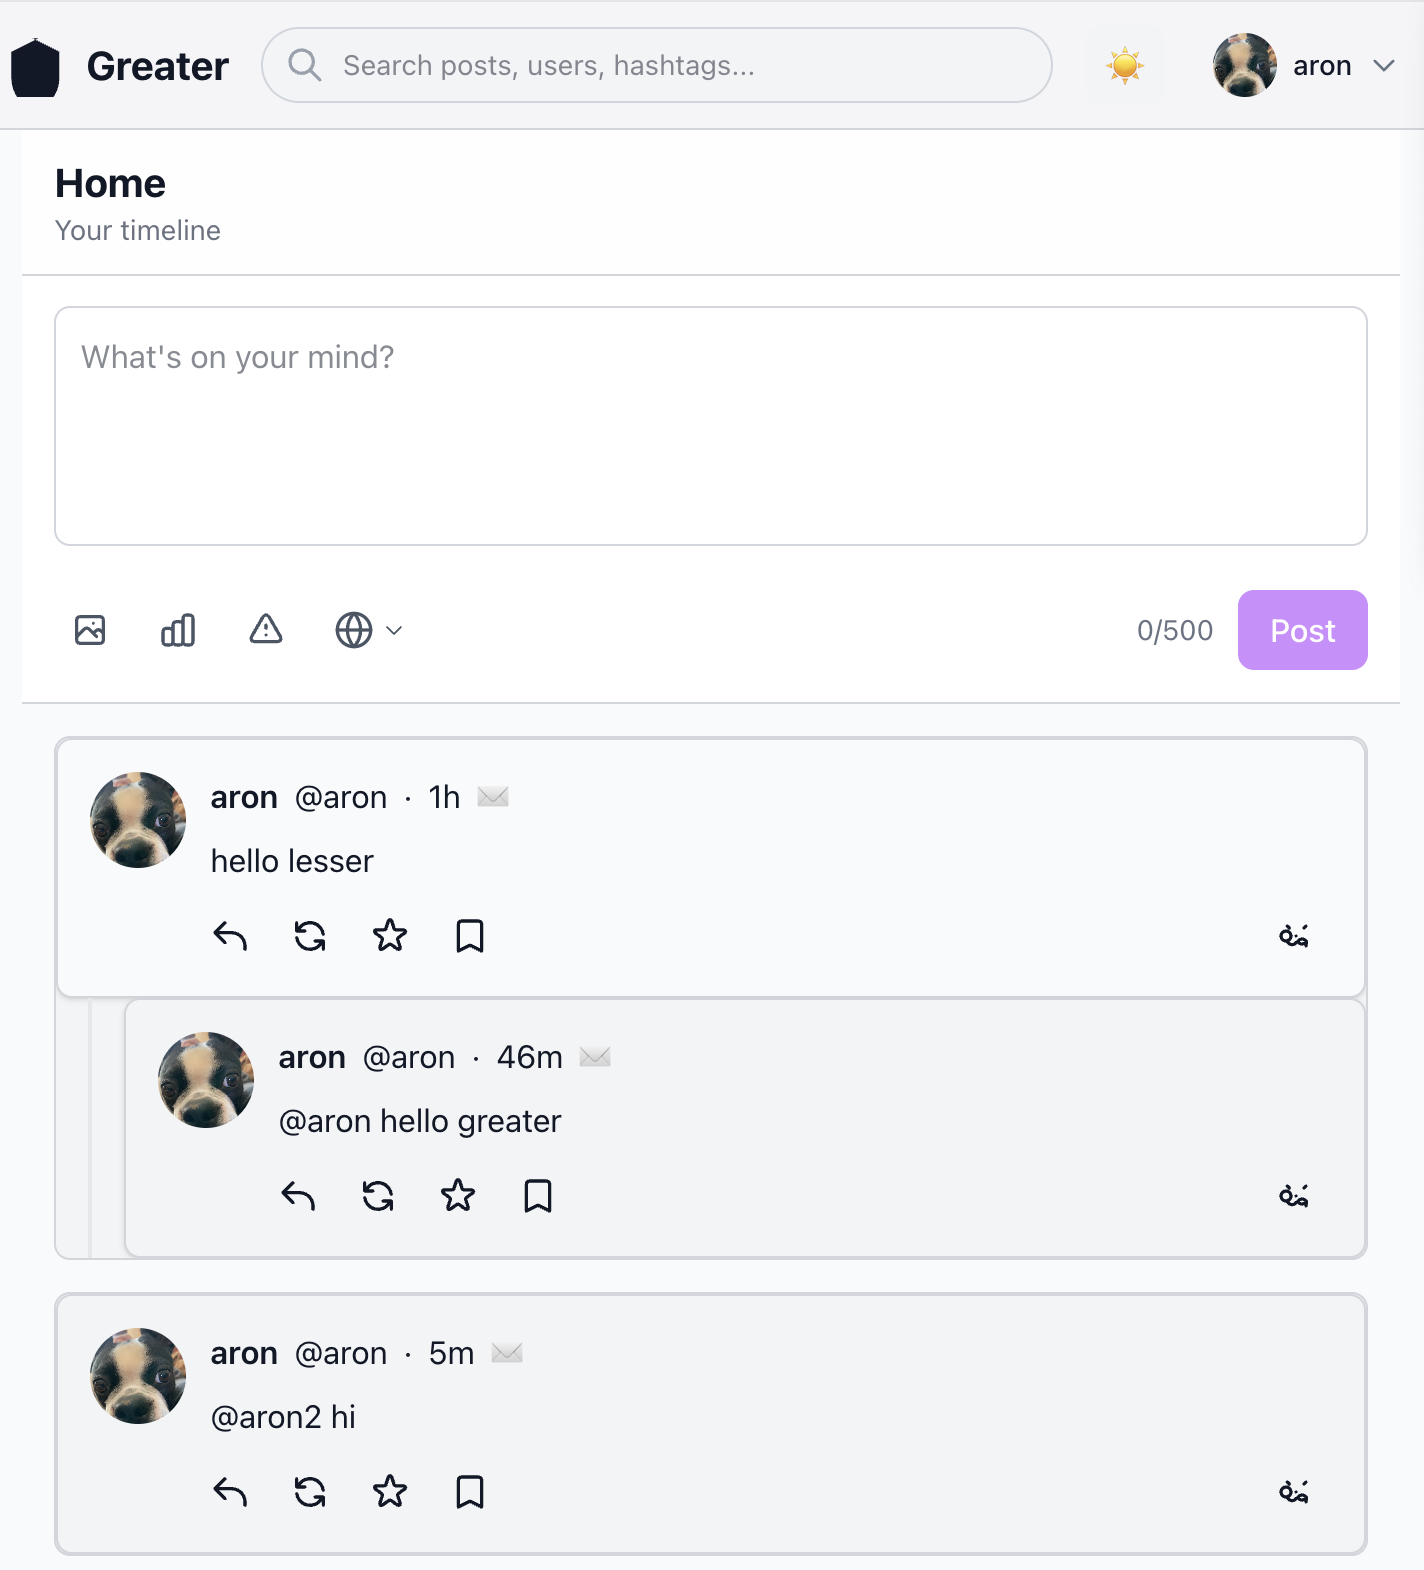 Greater
Search posts, users, hashtags...
aron
Home
Your timeline
What's on your mind?
0/500
Post
aron @aron · 1h
hello lesser
aron @aron · 46m
@aron hello greater
aron @aron · 5m
@aron2 hi